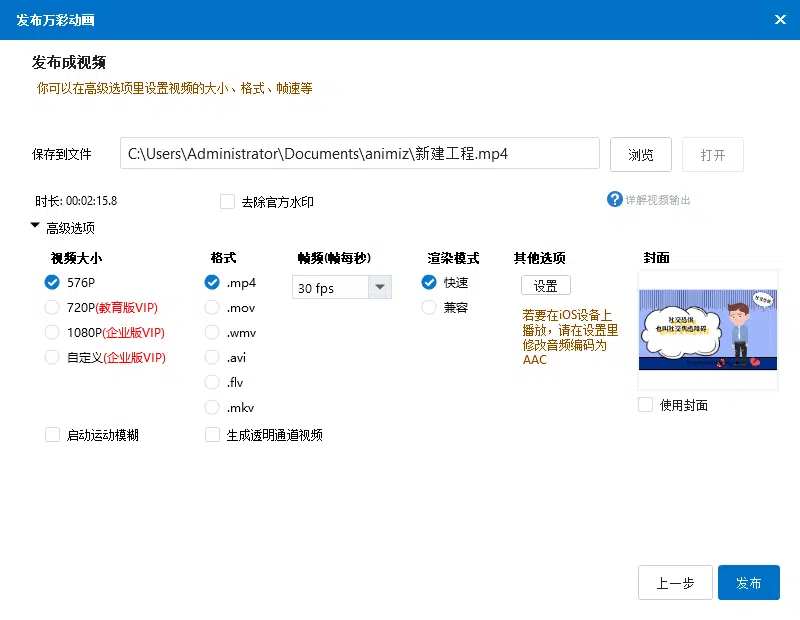 发布万彩动画
发布成视频
你可以在高级选项里设置视频的大小、格式、帧速等
保存到文件
C:\Users\Administrator\Documents\animiz\新建工程.mp4
浏览
打开
时长: 00:02:15.8
去除官方水印
?
详解视频输出
高级选项
视频大小
格式
帧频(帧每秒)
渲染模式
其他选项
封面
576P
.mp4
30 fps
快速
设置
720P(教育版VIP)
.mov
兼容
若要在iOS设备上
播放，请在设置里
修改音频编码为
AAC
1080P(企业版VIP)
.wmv
自定义(企业版VIP)
.avi
.flv
.mkv
社交恐惧
也叫社交焦虑障碍
使用封面
启动运动模糊
生成透明通道视频
上一步
发布